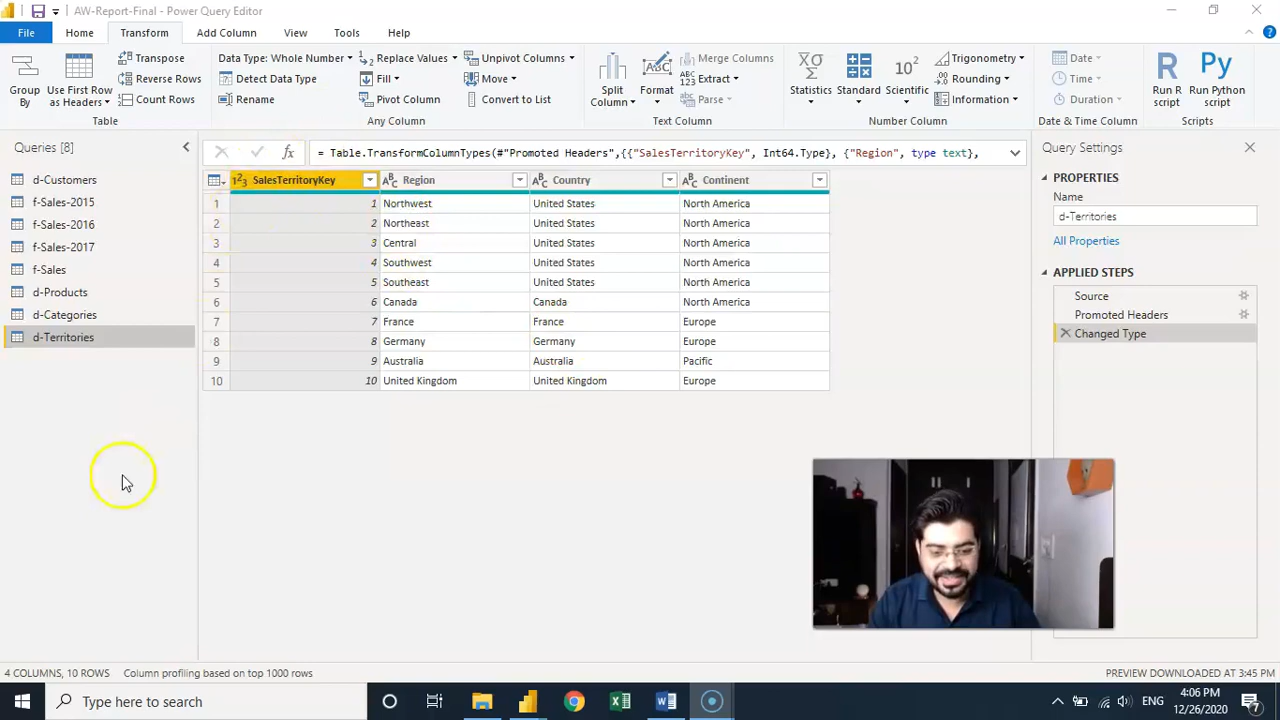 AW-Report-Final - Power Query Editor
File Home Transform Add Column View Tools Help
Group By
Use First Row as Headers
Transpose
Reverse Rows
Count Rows
Table
Data Type: Whole Number
Detect Data Type
Rename
Replace Values
Fill
Pivot Column
Unpivot Columns
Move
Convert to List
Any Column
Split Column
Format
Merge Columns
Extract
Parse
Text Column
Statistics
Standard
Scientific
Trigonometry
Rounding
Information
Number Column
Date
Time
Duration
Date & Time Column
Run R script
Run Python script
Scripts
Queries [8]
d-Customers
f-Sales-2015
f-Sales-2016
f-Sales-2017
f-Sales
d-Products
d-Categories
d-Territories
= Table.TransformColumnTypes(#"Promoted Headers",{{"SalesTerritoryKey", Int64.Type}, {"Region", type text},
SalesTerritoryKey Region Country Continent
1 1 Northwest United States North America
2 2 Northeast United States North America
3 3 Central United States North America
4 4 Southwest United States North America
5 5 Southeast United States North America
6 6 Canada Canada North America
7 7 France France Europe
8 8 Germany Germany Europe
9 9 Australia Australia Pacific
10 10 United Kingdom United Kingdom Europe
Query Settings
PROPERTIES
Name
d-Territories
All Properties
APPLIED STEPS
Source
Promoted Headers
Changed Type
4 COLUMNS, 10 ROWS Column profiling based on top 1000 rows
PREVIEW DOWNLOADED AT 3:45 PM
Type here to search
ENG
4:06 PM
12/26/2020
7